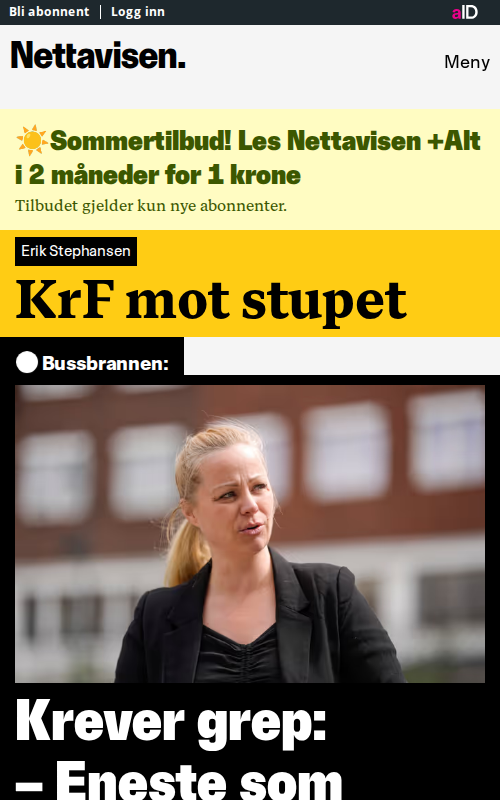 Bli abonnent
Logg inn
aID
Nettavisen.
Meny
Sommertilbud! Les Nettavisen +Alt
i 2 måneder for 1 krone
Tilbudet gjelder kun nye abonnenter.
Erik Stephansen
KrF mot stupet
Bussbrannen:
Krever grep:
– Eneste som